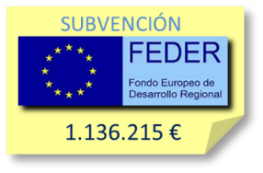 SUBVENCIÓN
FEDER
Fondo Europeo de
Desarrollo Regional
1.136.215 €